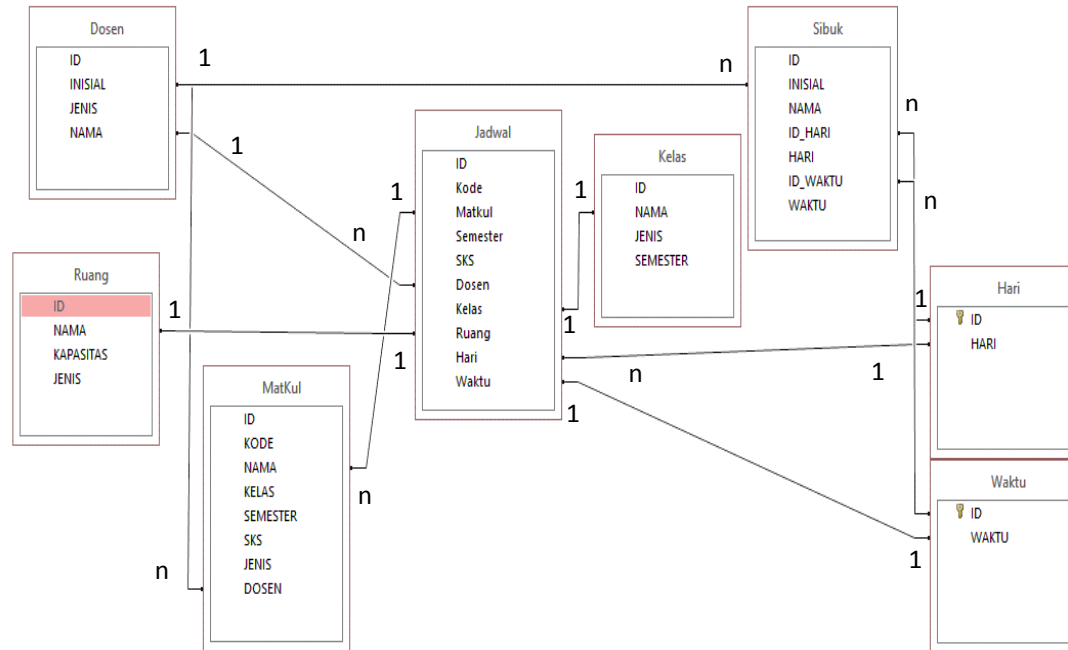 Dosen
ID
INISIAL
JENIS
NAMA
Sibuk
ID
INISIAL
NAMA
ID_HARI
HARI
ID_WAKTU
WAKTU
Jadwal
ID
Kode
Matkul
Semester
SKS
Dosen
Kelas
Ruang
Hari
Waktu
Kelas
ID
NAMA
JENIS
SEMESTER
Ruang
ID
NAMA
KAPASITAS
JENIS
MatKul
ID
KODE
NAMA
KELAS
SEMESTER
SKS
JENIS
DOSEN
Hari
ID
HARI
Waktu
ID
WAKTU
1
n
1
n
1
n
1
1
n
n
1
1
1
n
1
1
1
n